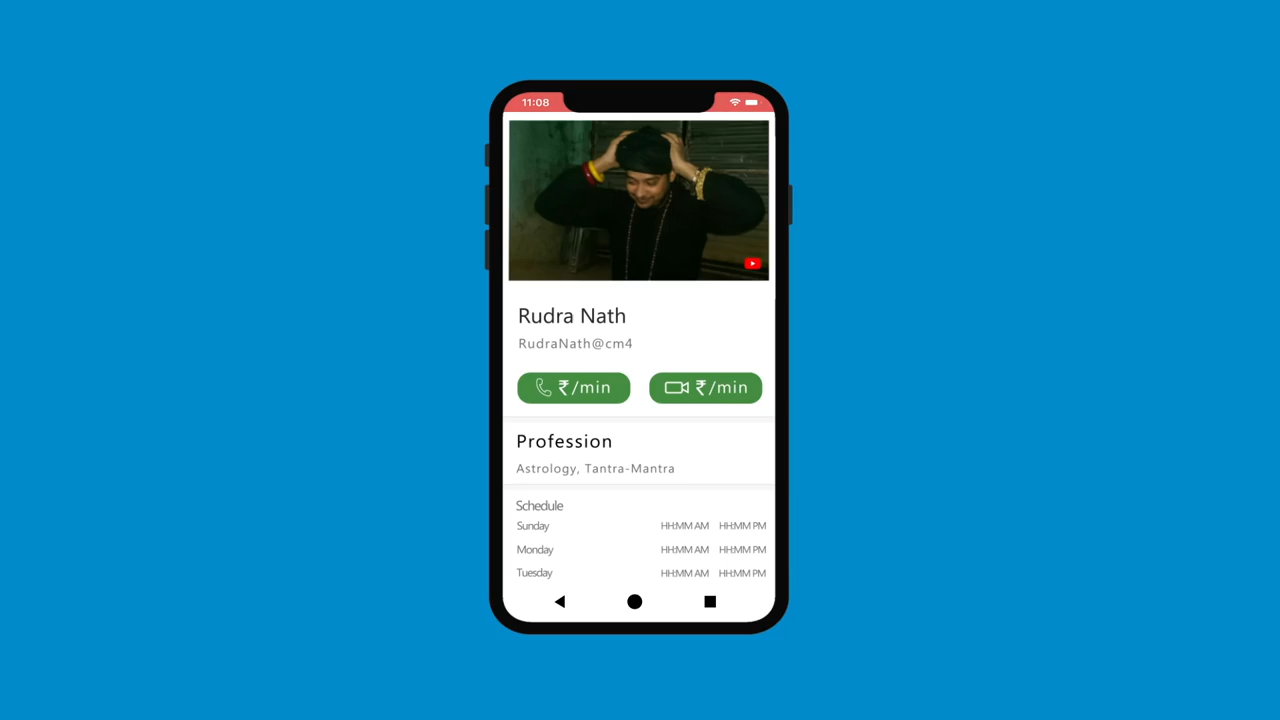 11:08
Rudra Nath
RudraNath@cm4
₹/min ₹/min
Profession
Astrology, Tantra-Mantra
Schedule
Sunday HH:MM AM HH:MM PM
Monday HH:MM AM HH:MM PM
Tuesday HH:MM AM HH:MM PM